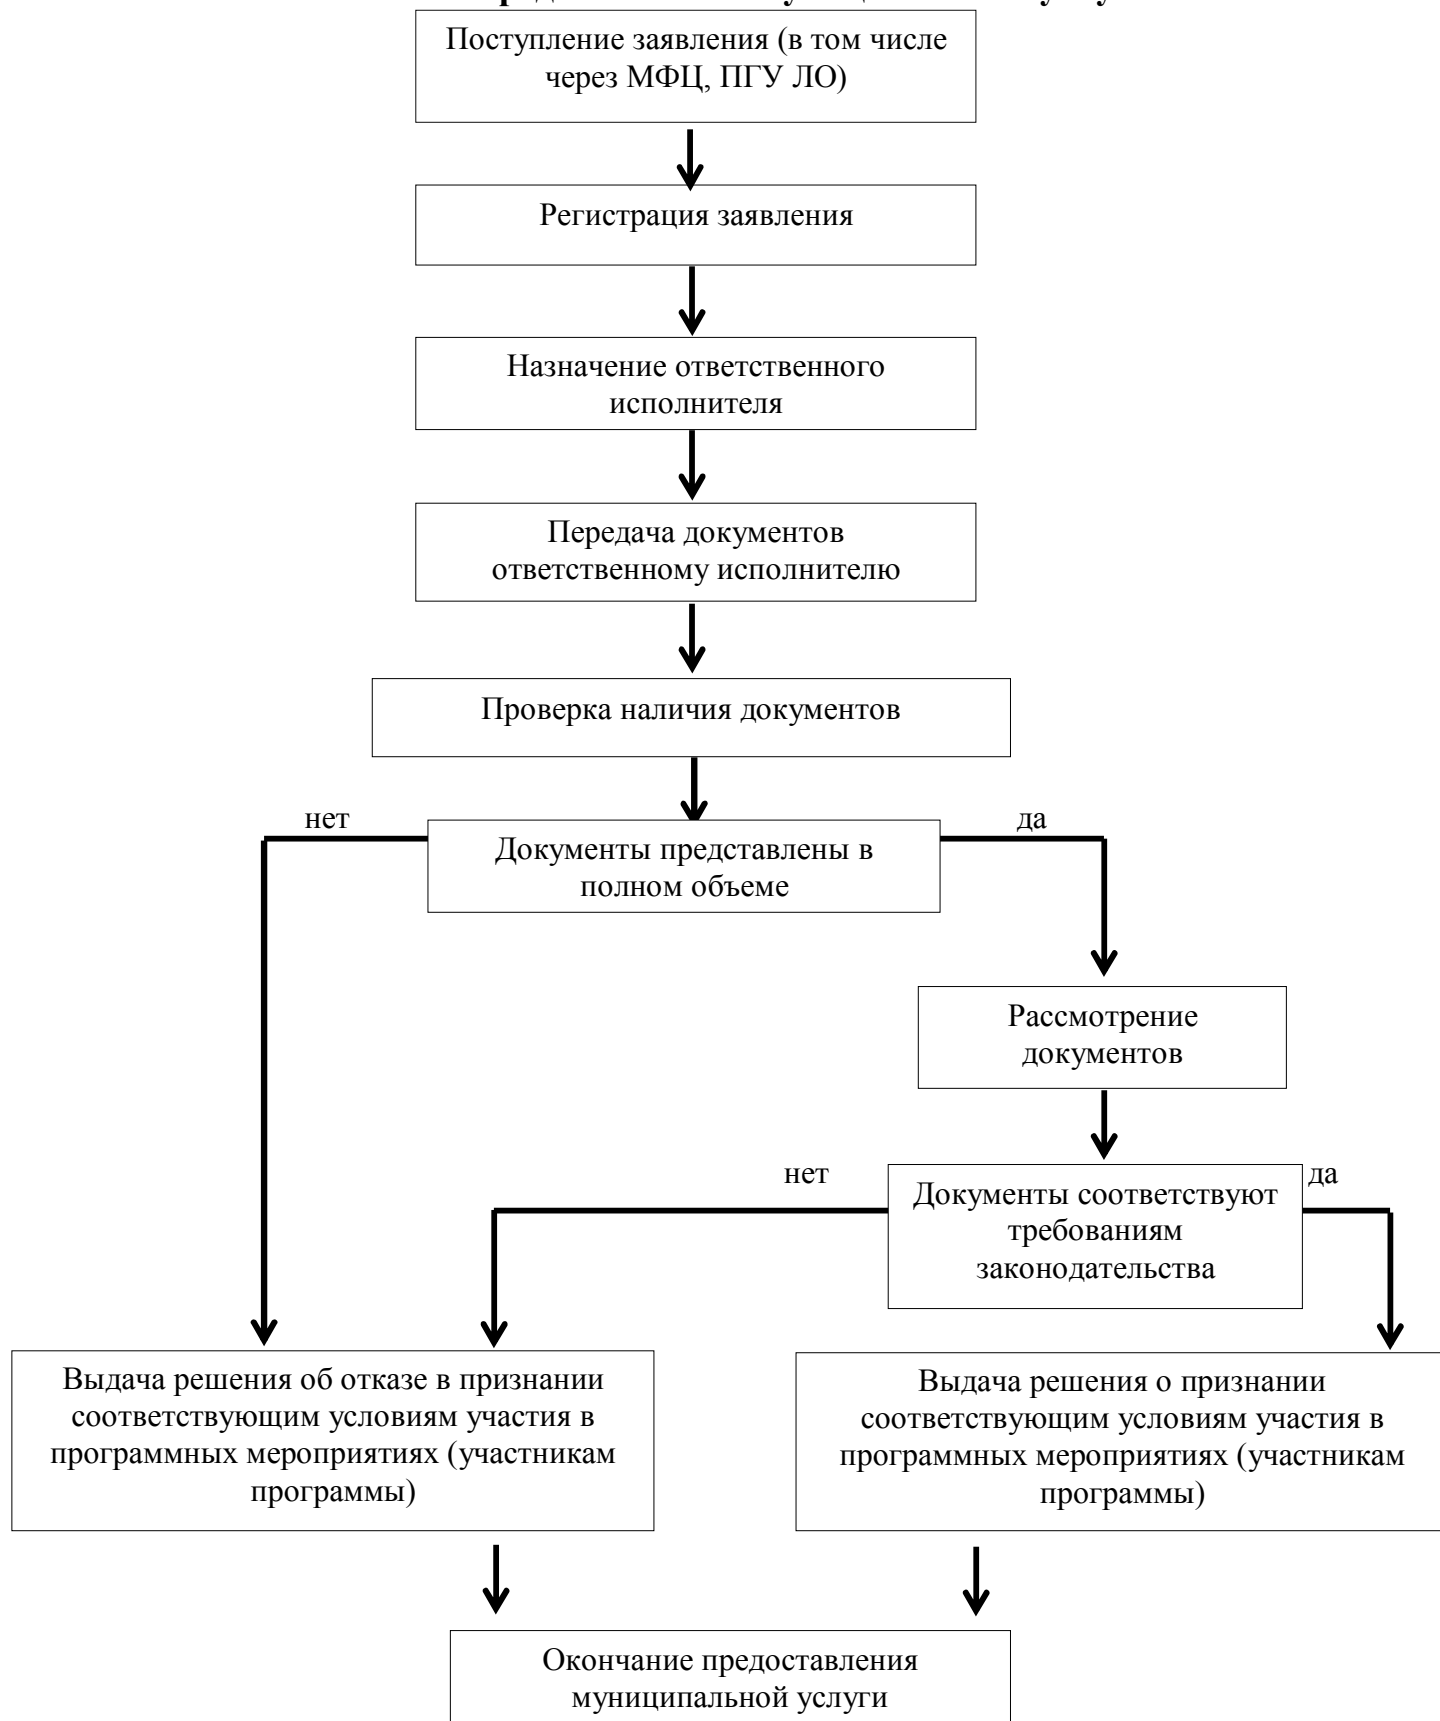 Поступление заявления (в том числе
через МФЦ, ПГУ ЛО)
Регистрация заявления
Назначение ответственного
исполнителя
Передача документов
ответственному исполнителю
Проверка наличия документов
нет
да
Документы представлены в
полном объеме
Рассмотрение
документов
нет
да
Документы соответствуют
требованиям
законодательства
Выдача решения об отказе в признании
соответствующим условиям участия в
программных мероприятиях (участникам
программы)
Выдача решения о признании
соответствующим условиям участия в
программных мероприятиях (участникам
программы)
Окончание предоставления
муниципальной услуги